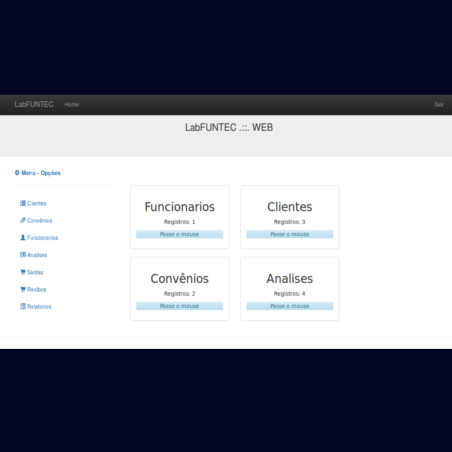 LabFUNTEC Home Sair
LabFUNTEC .::. WEB
Menu - Opções
Clientes
Convênios
Funcionários
Analises
Saídas
Recibos
Relatorios
Funcionarios
Registros: 1
Passe o mouse
Clientes
Registros: 3
Passe o mouse
Convênios
Registros: 2
Passe o mouse
Analises
Registros: 4
Passe o mouse